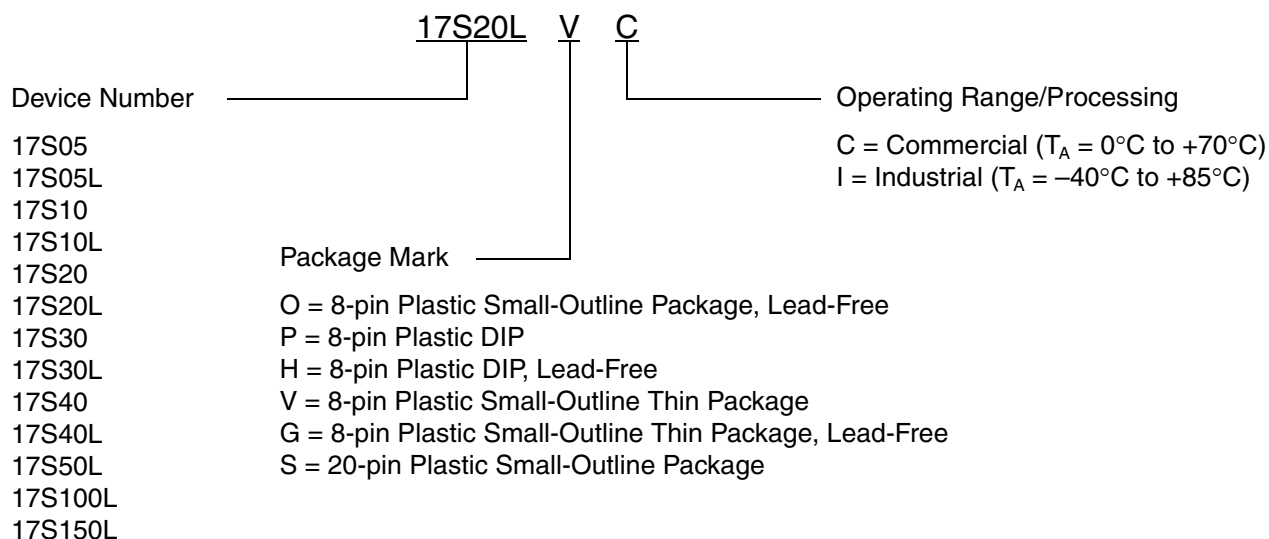 17S20L V C
Device Number
17S05
17S05L
17S10
17S10L
17S20
17S20L
17S30
17S30L
17S40
17S40L
17S50L
17S100L
17S150L
Package Mark
O = 8-pin Plastic Small-Outline Package, Lead-Free
P = 8-pin Plastic DIP
H = 8-pin Plastic DIP, Lead-Free
V = 8-pin Plastic Small-Outline Thin Package
G = 8-pin Plastic Small-Outline Thin Package, Lead-Free
S = 20-pin Plastic Small-Outline Package
Operating Range/Processing
C = Commercial (TA = 0°C to +70°C)
I = Industrial (TA = –40°C to +85°C)